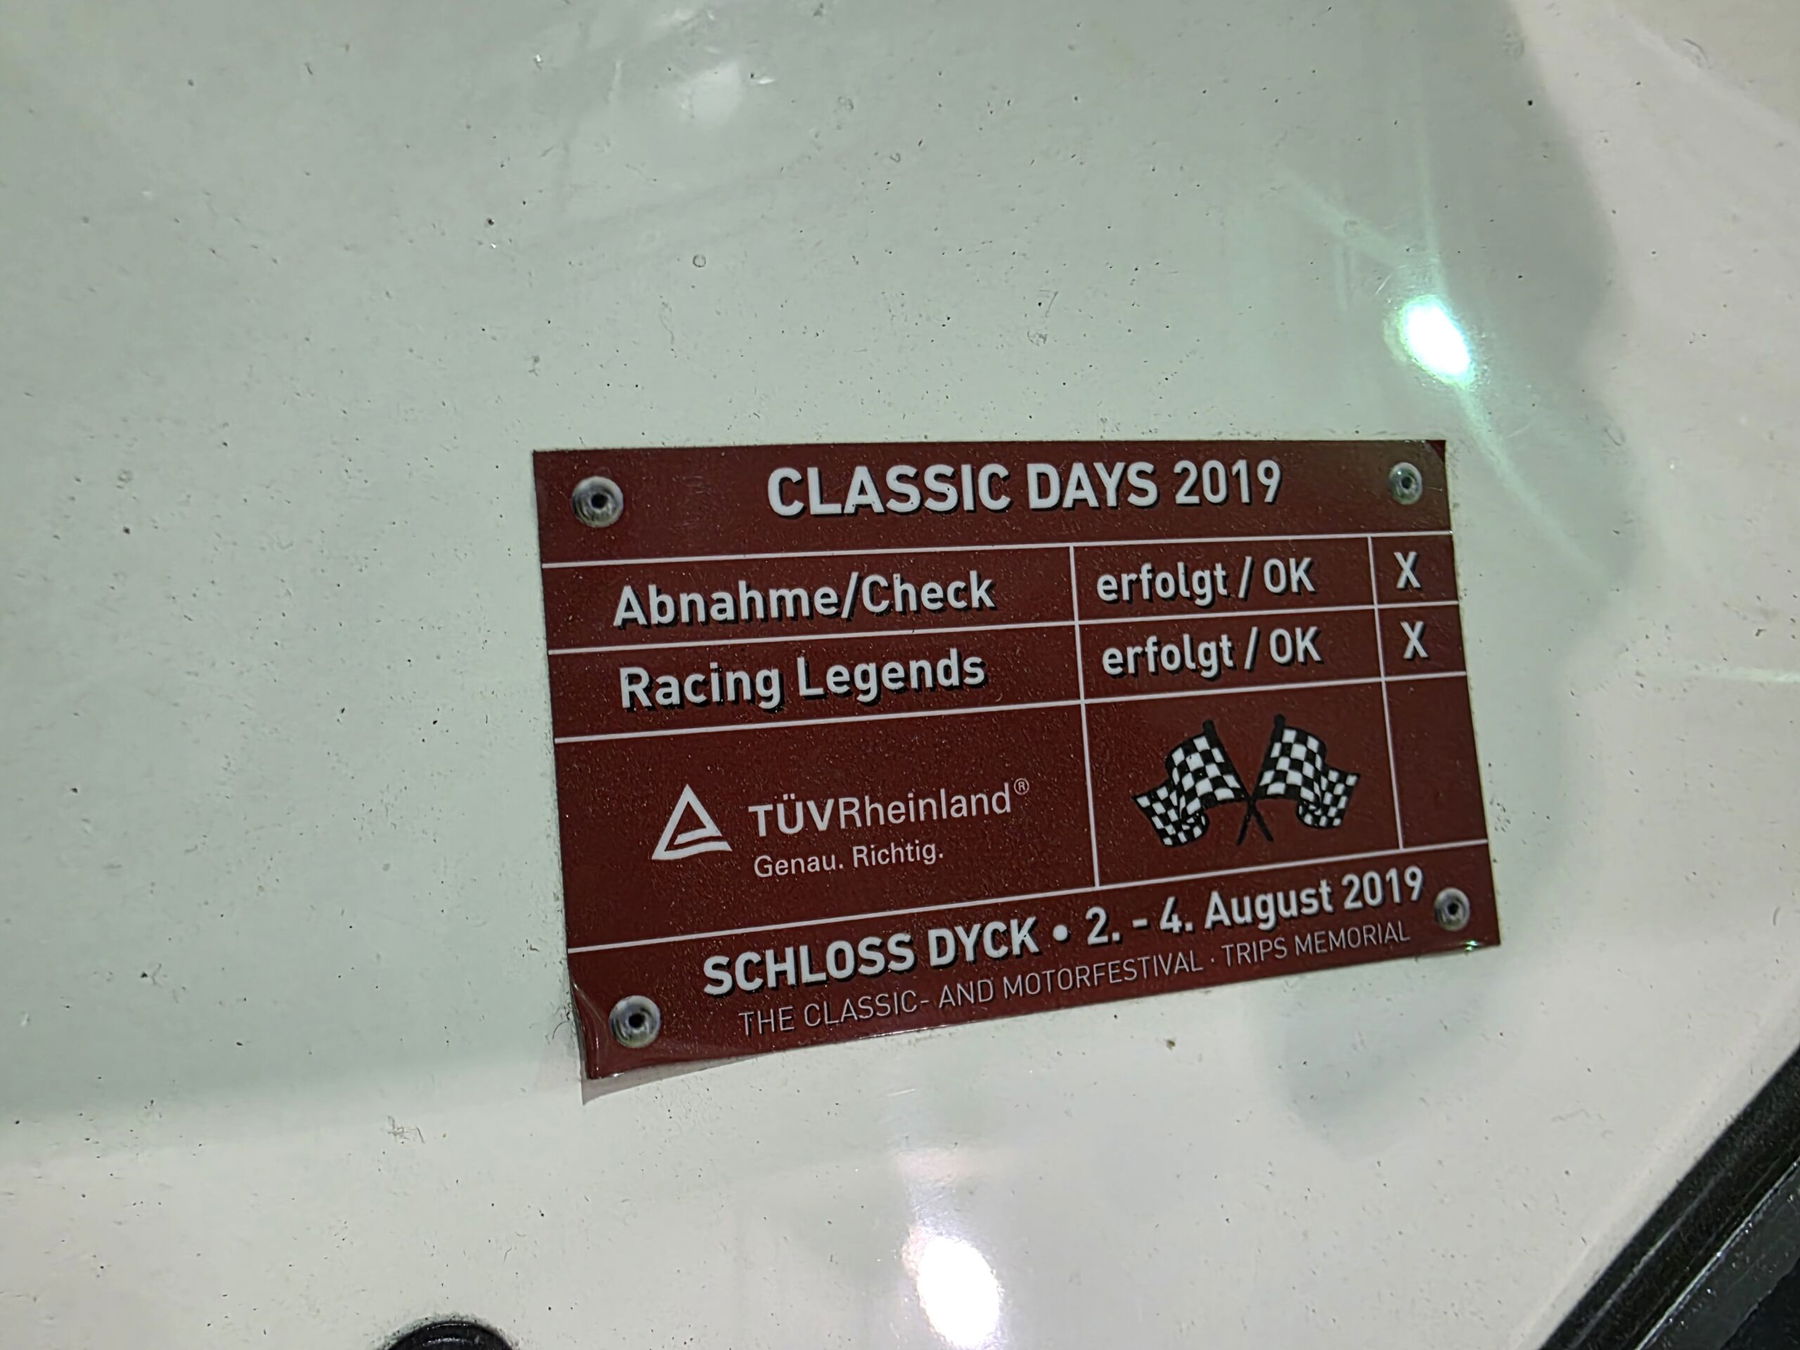 CLASSIC DAYS 2019
Abnahme/Check erfolgt / OK X
Racing Legends erfolgt / OK X
TÜVRheinland®
Genau. Richtig.
SCHLOSS DYCK • 2. - 4. August 2019
THE CLASSIC- AND MOTORFESTIVAL · TRIPS MEMORIAL